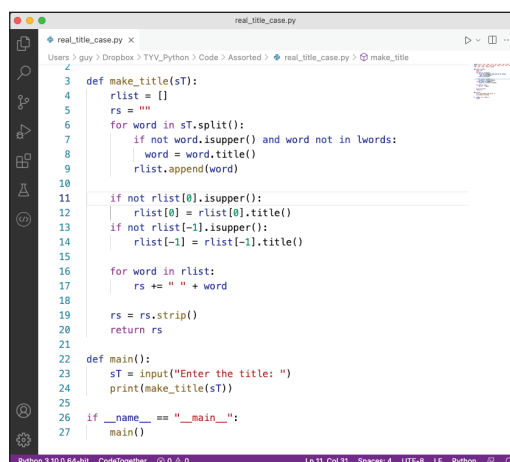 real_title_case.py
real_title_case.py
Users > guy > Dropbox > TYV_Python > Code > Assorted > real_title_case.py > make_title
2
3 def make_title(sT):
4     rlist = []
5     rs = ""
6     for word in sT.split():
7         if not word.isupper() and word not in lwords:
8             word = word.title()
9         rlist.append(word)
10
11     if not rlist[0].isupper():
12         rlist[0] = rlist[0].title()
13     if not rlist[-1].isupper():
14         rlist[-1] = rlist[-1].title()
15
16     for word in rlist:
17         rs += " " + word
18
19     rs = rs.strip()
20     return rs
21
22 def main():
23     sT = input("Enter the title: ")
24     print(make_title(sT))
25
26 if __name__ == "__main__":
27     main()
Python 3.10.0 64-bit CodeTogether 0 0 Ln 11, Col 31 Spaces: 4 UTF-8 LF Python